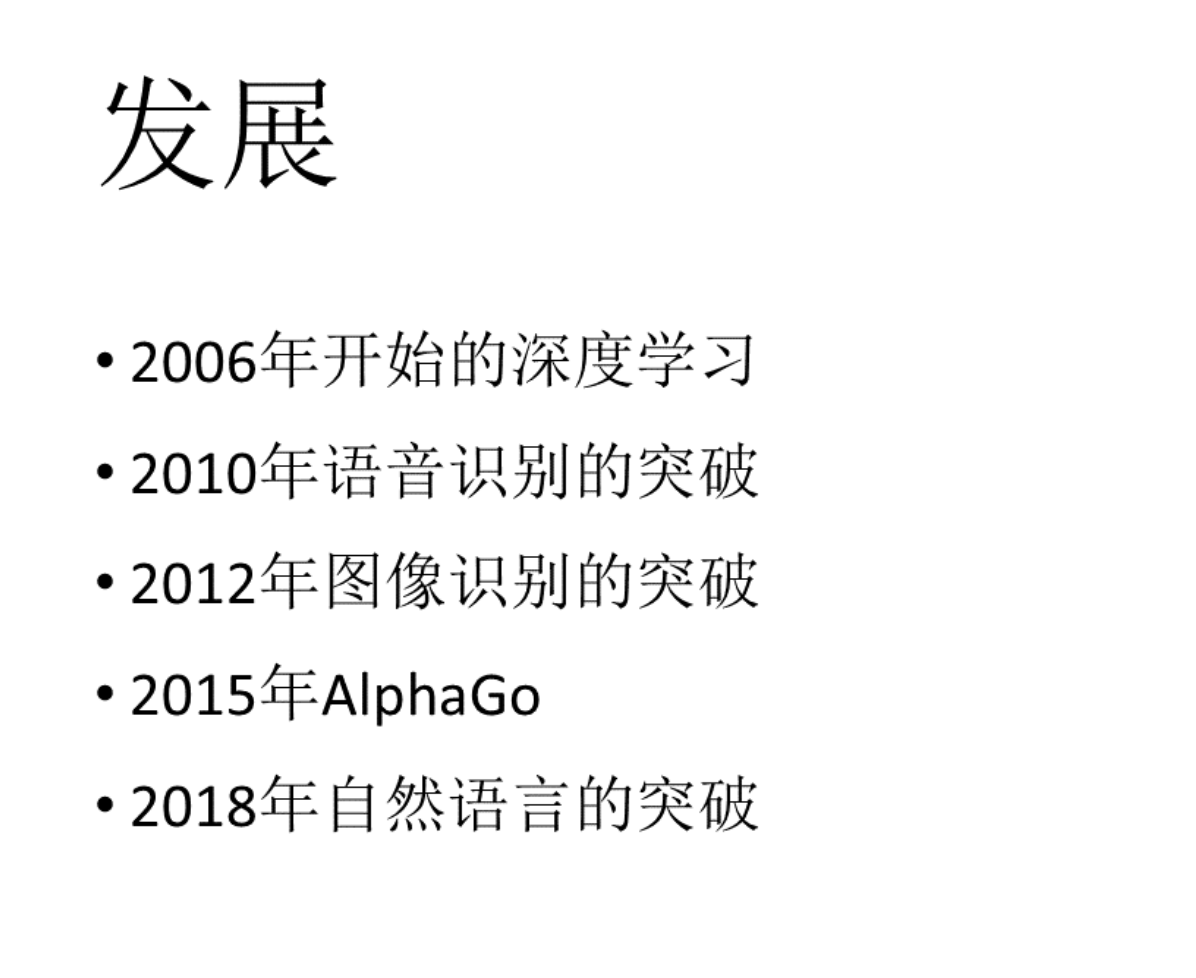 发展
• 2006年开始的深度学习
• 2010年语音识别的突破
• 2012年图像识别的突破
• 2015年AlphaGo
• 2018年自然语言的突破